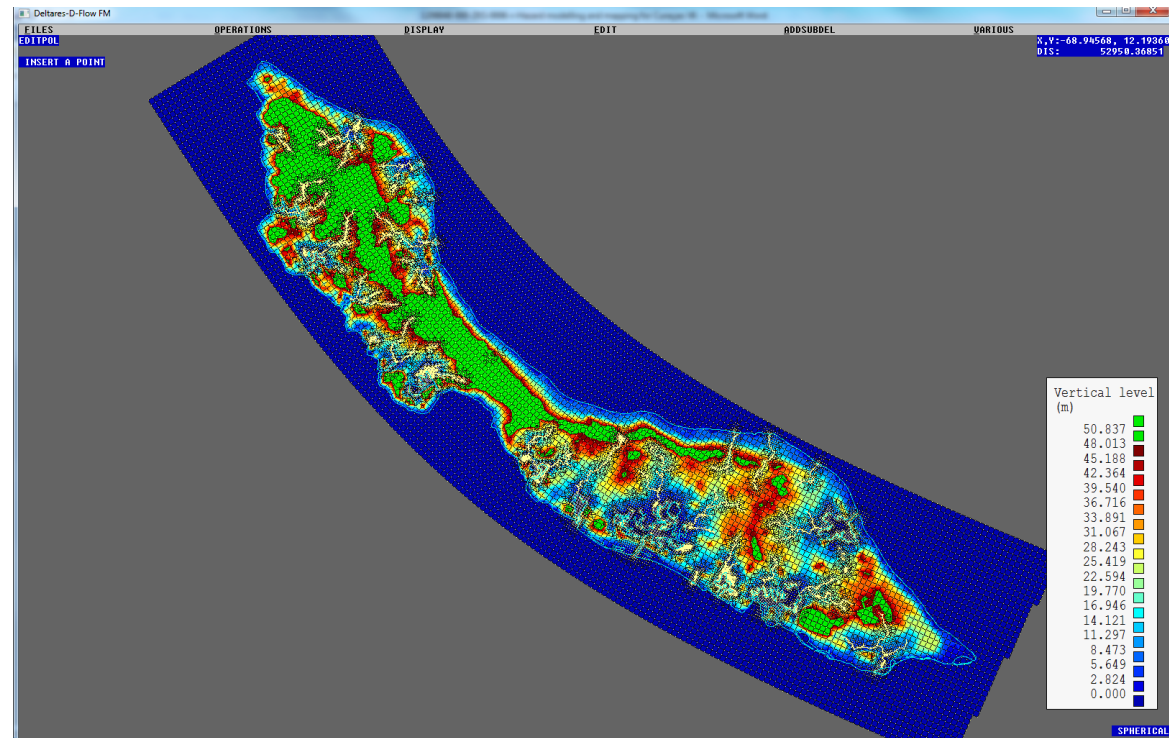 Deltares-D-Flow FM
FILES OPERATIONS DISPLAY EDIT ADDSUBDEL VARIOUS
EDITPOL
X,Y:-68.94568, 12.19360
DIS: 52950.36851
INSERT A POINT
Vertical level
(m)
50.837
48.013
45.188
42.364
39.540
36.716
33.891
31.067
28.243
25.419
22.594
19.770
16.946
14.121
11.297
8.473
5.649
2.824
0.000
SPHERICAL